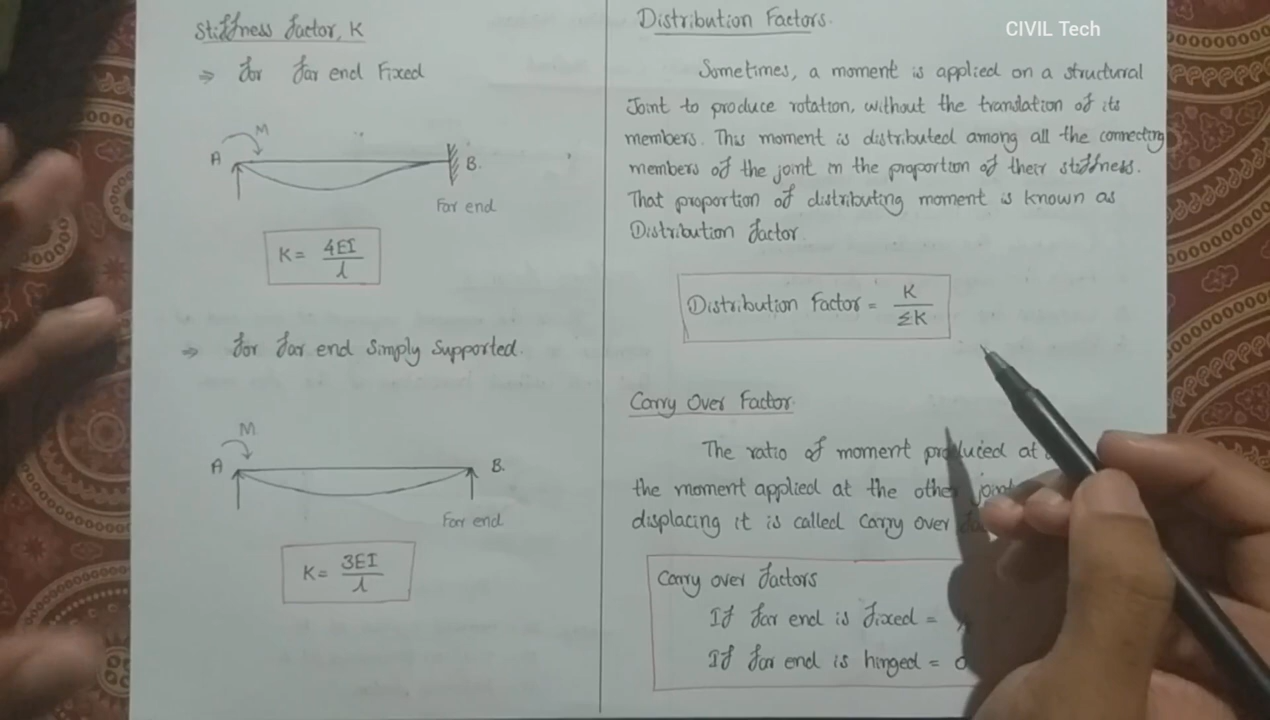 Stiffness factor, K
⇒ for far end Fixed
M
A
B.
Far end
K = 4EI
l
⇒ for far end Simply Supported.
M
A
B.
Far end
K = 3EI
l
Distribution Factors.
CIVIL Tech
Sometimes, a moment is applied on a structural
Joint to produce rotation, without the translation of its
members. This moment is distributed among all the connecting
members of the joint in the proportion of their stiffness.
That proportion of distributing moment is known as
Distribution factor.
Distribution Factor = K
ΣK
Carry Over Factor
The ratio of moment produced at
the moment applied at the other joint
displacing it is called carry over
Carry over factors
If far end is fixed =
If far end is hinged = 0